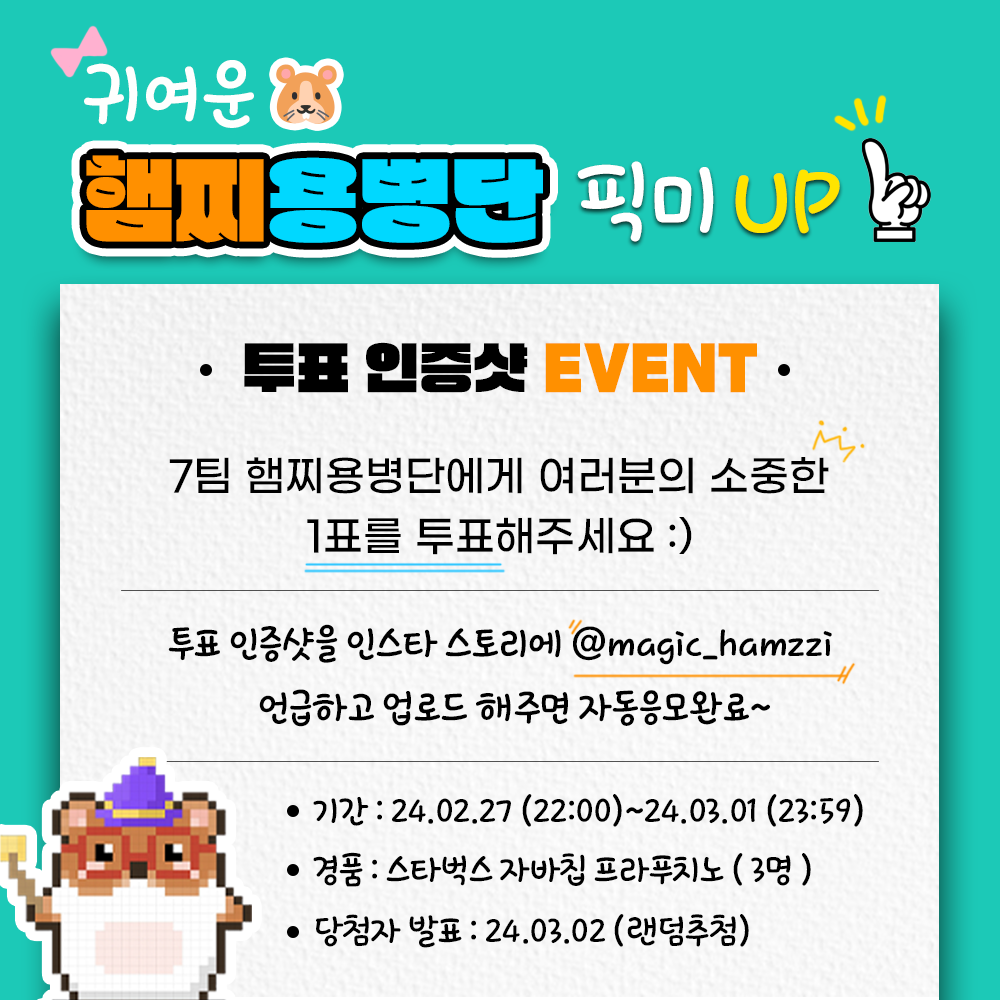 귀여운
햄찌용병단 픽미 UP
• 투표 인증샷 EVENT •
7팀 햄찌용병단에게 여러분의 소중한
1표를 투표해주세요 :)
투표 인증샷을 인스타 스토리에 @magic_hamzzi
언급하고 업로드 해주면 자동응모완료~
• 기간 : 24.02.27 (22:00)~24.03.01 (23:59)
• 경품 : 스타벅스 자바칩 프라푸치노 ( 3명 )
• 당첨자 발표 : 24.03.02 (랜덤추첨)